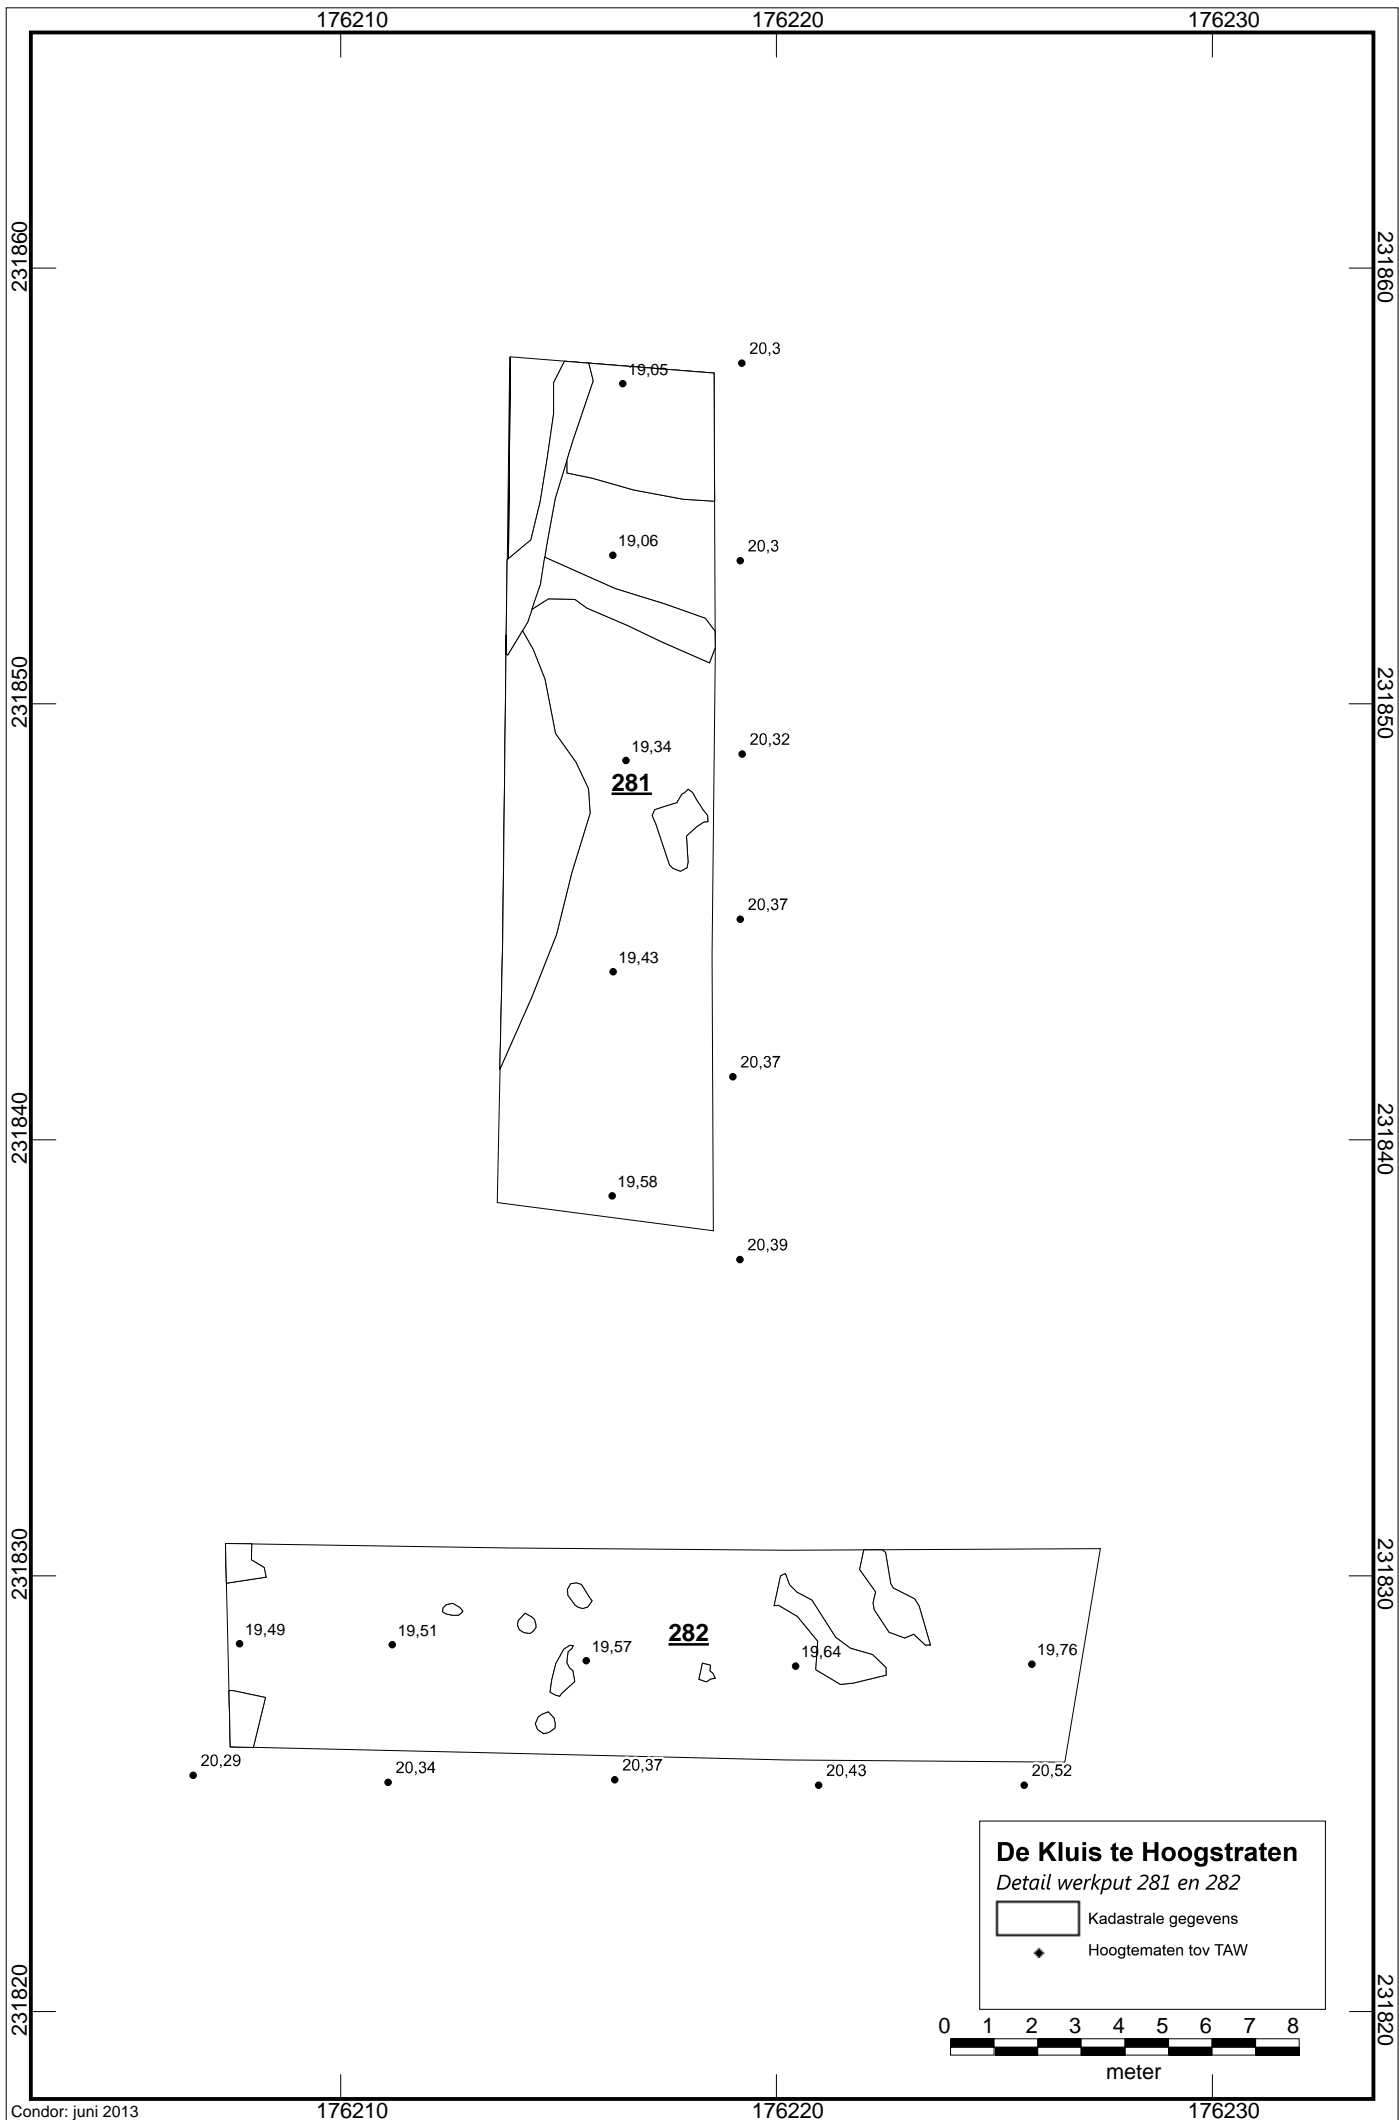 176210 176220 176230
231860 231860
20,3
19,05
19,06 20,3
231850 231850
19,34 20,32
281
20,37
19,43
20,37
231840 231840
19,58
20,39
231830 231830
19,49 19,51 19,57 282 19,64 19,76
20,29 20,34 20,37 20,43 20,52
De Kluis te Hoogstraten
Detail werkput 281 en 282
Kadastrale gegevens
Hoogtematen tov TAW
231820 231820
0 1 2 3 4 5 6 7 8
meter
Condor: juni 2013 176210 176220 176230